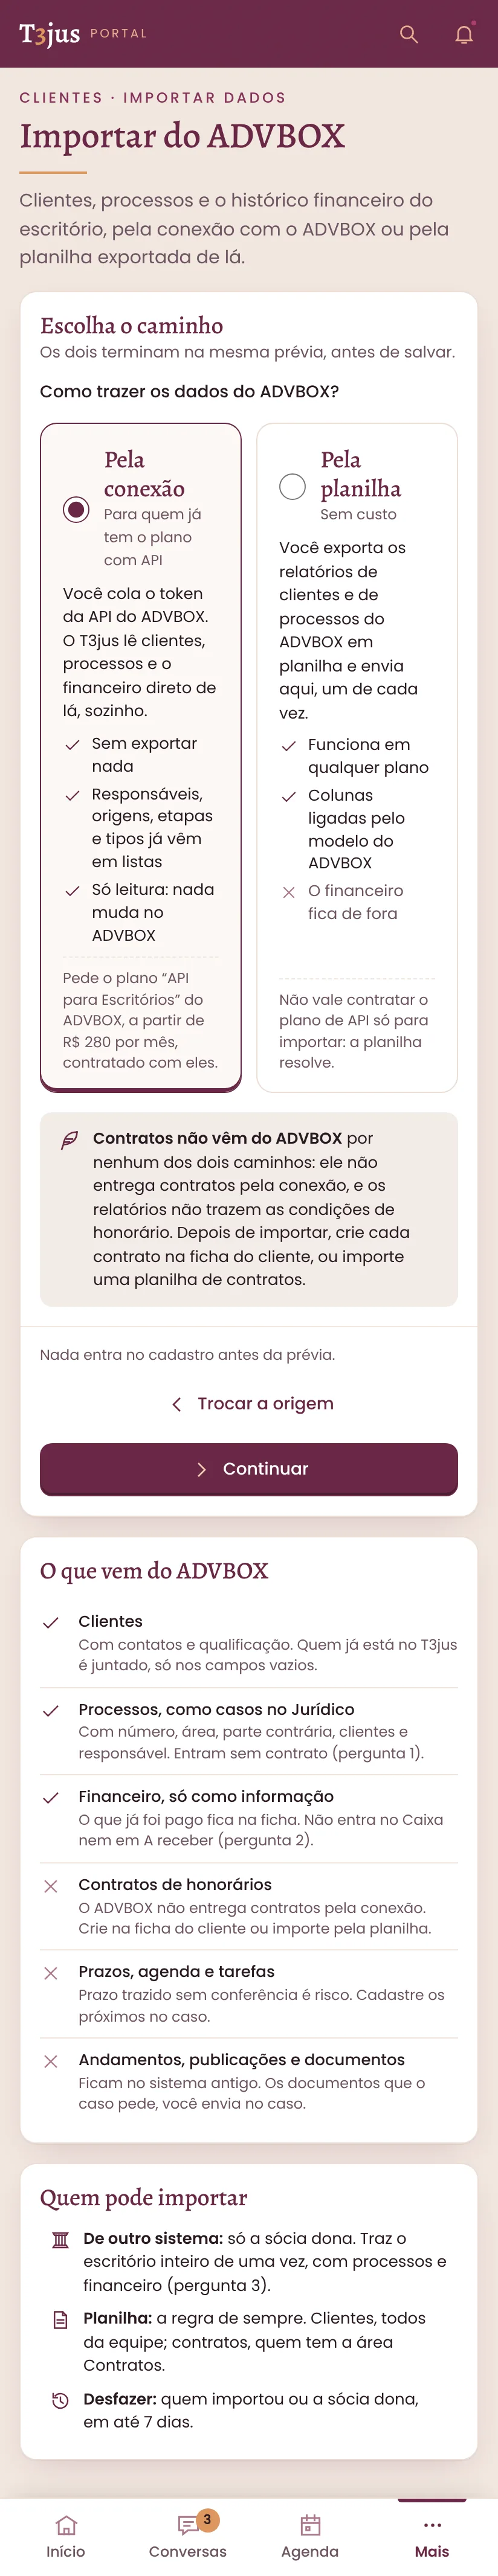 T3jus PORTAL
CLIENTES · IMPORTAR DADOS
Importar do ADVBOX
Clientes, processos e o histórico financeiro do
escritório, pela conexão com o ADVBOX ou pela
planilha exportada de lá.
Escolha o caminho
Os dois terminam na mesma prévia, antes de salvar.
Como trazer os dados do ADVBOX?
Pela
conexão
Para quem já
tem o plano
com API
Você cola o token
da API do ADVBOX.
O T3jus lê clientes,
processos e o
financeiro direto de
lá, sozinho.
Sem exportar
nada
Responsáveis,
origens, etapas
e tipos já vêm
em listas
Só leitura: nada
muda no
ADVBOX
Pede o plano “API
para Escritórios” do
ADVBOX, a partir de
R$ 280 por mês,
contratado com eles.
Pela
planilha
Sem custo
Você exporta os
relatórios de
clientes e de
processos do
ADVBOX em
planilha e envia
aqui, um de cada
vez.
Funciona em
qualquer plano
Colunas
ligadas pelo
modelo do
ADVBOX
O financeiro
fica de fora
Não vale contratar o
plano de API só para
importar: a planilha
resolve.
Contratos não vêm do ADVBOX por
nenhum dos dois caminhos: ele não
entrega contratos pela conexão, e os
relatórios não trazem as condições de
honorário. Depois de importar, crie cada
contrato na ficha do cliente, ou importe
uma planilha de contratos.
Nada entra no cadastro antes da prévia.
Trocar a origem
Continuar
O que vem do ADVBOX
Clientes
Com contatos e qualificação. Quem já está no T3jus
é juntado, só nos campos vazios.
Processos, como casos no Jurídico
Com número, área, parte contrária, clientes e
responsável. Entram sem contrato (pergunta 1).
Financeiro, só como informação
O que já foi pago fica na ficha. Não entra no Caixa
nem em A receber (pergunta 2).
Contratos de honorários
O ADVBOX não entrega contratos pela conexão.
Crie na ficha do cliente ou importe pela planilha.
Prazos, agenda e tarefas
Prazo trazido sem conferência é risco. Cadastre os
próximos no caso.
Andamentos, publicações e documentos
Ficam no sistema antigo. Os documentos que o
caso pede, você envia no caso.
Quem pode importar
De outro sistema: só a sócia dona. Traz o
escritório inteiro de uma vez, com processos e
financeiro (pergunta 3).
Planilha: a regra de sempre. Clientes, todos
da equipe; contratos, quem tem a área
Contratos.
Desfazer: quem importou ou a sócia dona,
em até 7 dias.
3
Início
Conversas
Agenda
Mais